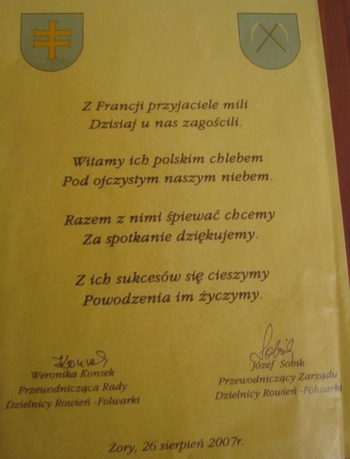 Z Francji przyjaciele mili
Dzisiaj u nas zagościli.
Witamy ich polskim chlebem
Pod ojczystym naszym niebem.
Razem z nimi śpiewać chcemy
Za spotkanie dziękujemy.
Z ich sukcesów się cieszymy
Powodzenia im życzymy.
Weronika Konsek
Przewodnicząca Rady
Dzielnicy Rowień -Folwarki
Józef Sobik
Przewodniczący Zarządu
Dzielnicy Rowień -Folwarki
Żory, 26 sierpień 2007r.